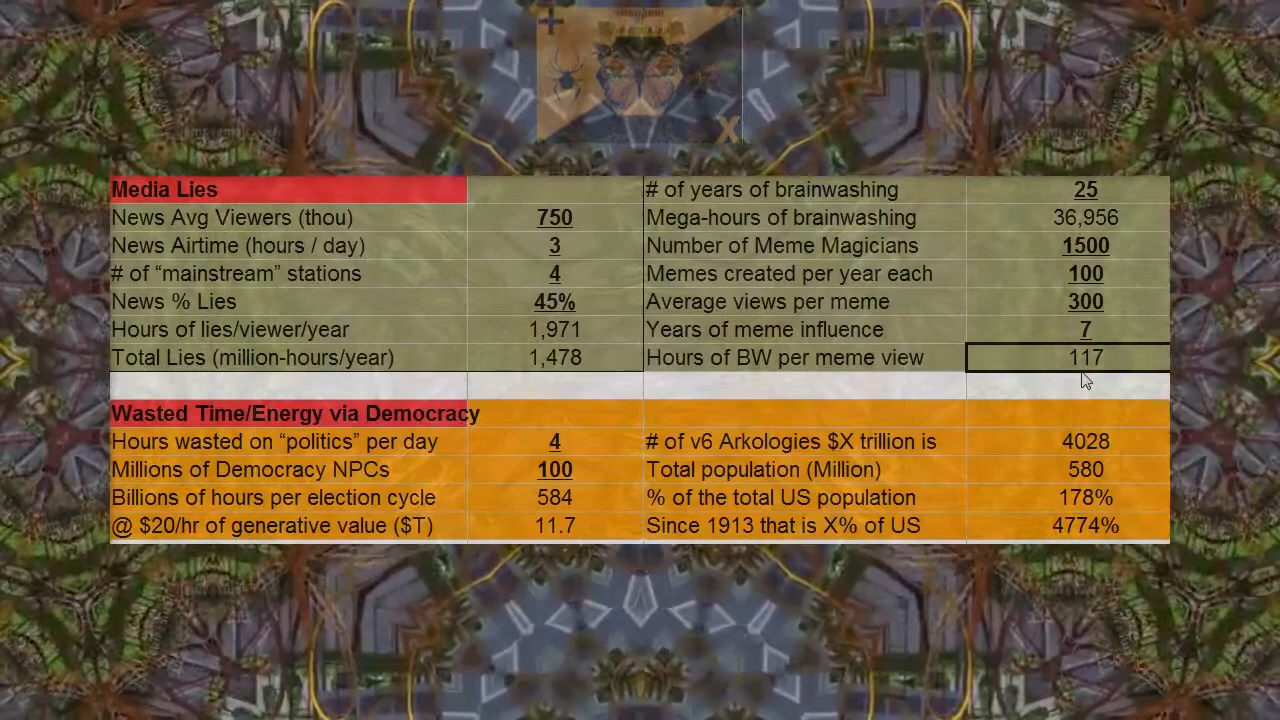 Media Lies # of years of brainwashing 25
News Avg Viewers (thou) 750 Mega-hours of brainwashing 36,956
News Airtime (hours / day) 3 Number of Meme Magicians 1500
# of “mainstream” stations 4 Memes created per year each 100
News % Lies 45% Average views per meme 300
Hours of lies/viewer/year 1,971 Years of meme influence 7
Total Lies (million-hours/year) 1,478 Hours of BW per meme view 117
Wasted Time/Energy via Democracy
Hours wasted on “politics” per day 4 # of v6 Arkologies $X trillion is 4028
Millions of Democracy NPCs 100 Total population (Million) 580
Billions of hours per election cycle 584 % of the total US population 178%
@ $20/hr of generative value ($T) 11.7 Since 1913 that is X% of US 4774%